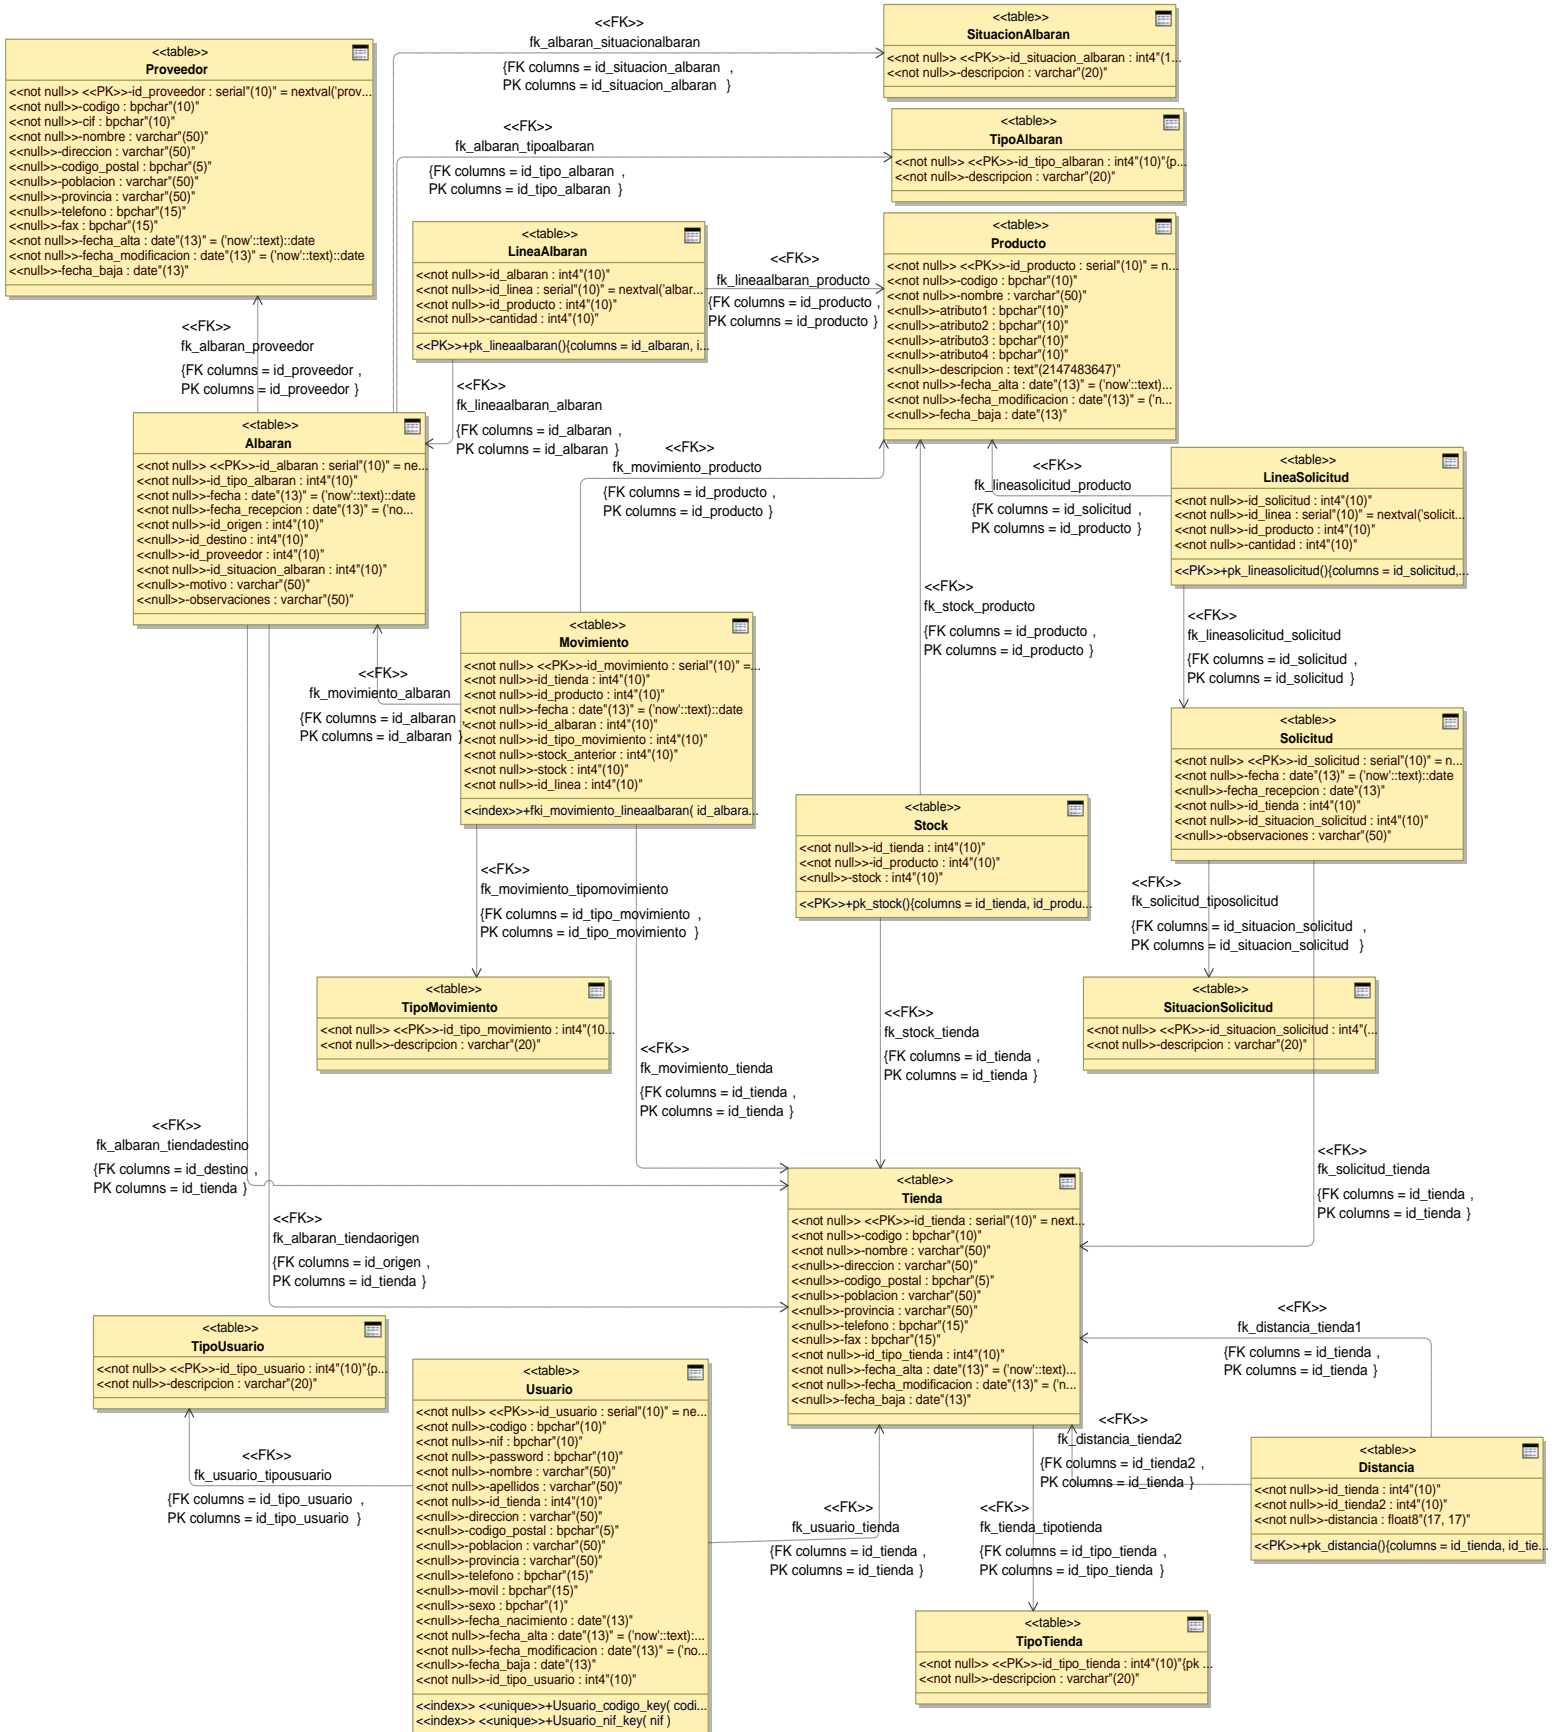 <<FK>>
fk_albaran_situacionalbaran
{FK columns = id_situacion_albaran ,
PK columns = id_situacion_albaran }
<<table>>
SituacionAlbaran
<<not null>> <<PK>>-id_situacion_albaran : int4"(1...
<<not null>>-descripcion : varchar"(20)"
<<table>>
Proveedor
<<not null>> <<PK>>-id_proveedor : serial"(10)" = nextval('prov...
<<not null>>-codigo : bpchar"(10)"
<<not null>>-cif : bpchar"(10)"
<<not null>>-nombre : varchar"(50)"
<<null>>-direccion : varchar"(50)"
<<null>>-codigo_postal : bpchar"(5)"
<<null>>-poblacion : varchar"(50)"
<<null>>-provincia : varchar"(50)"
<<null>>-telefono : bpchar"(15)"
<<null>>-fax : bpchar"(15)"
<<not null>>-fecha_alta : date"(13)" = ('now'::text)::date
<<not null>>-fecha_modificacion : date"(13)" = ('now'::text)::date
<<null>>-fecha_baja : date"(13)"
<<FK>>
fk_albaran_tipoalbaran
{FK columns = id_tipo_albaran ,
PK columns = id_tipo_albaran }
<<table>>
TipoAlbaran
<<not null>> <<PK>>-id_tipo_albaran : int4"(10)"{p...
<<not null>>-descripcion : varchar"(20)"
<<table>>
LineaAlbaran
<<not null>>-id_albaran : int4"(10)"
<<not null>>-id_linea : serial"(10)" = nextval('albar...
<<not null>>-id_producto : int4"(10)"
<<not null>>-cantidad : int4"(10)"
<<PK>>+pk_lineaalbaran(){columns = id_albaran, i...
<<FK>>
fk_lineaalbaran_producto
{FK columns = id_producto ,
PK columns = id_producto }
<<table>>
Producto
<<not null>> <<PK>>-id_producto : serial"(10)" = n...
<<not null>>-codigo : bpchar"(10)"
<<not null>>-nombre : varchar"(50)"
<<null>>-atributo1 : bpchar"(10)"
<<null>>-atributo2 : bpchar"(10)"
<<null>>-atributo3 : bpchar"(10)"
<<null>>-atributo4 : bpchar"(10)"
<<null>>-descripcion : text"(2147483647)"
<<not null>>-fecha_alta : date"(13)" = ('now'::text)...
<<not null>>-fecha_modificacion : date"(13)" = ('n...
<<null>>-fecha_baja : date"(13)"
<<FK>>
fk_albaran_proveedor
{FK columns = id_proveedor ,
PK columns = id_proveedor }
<<FK>>
fk_lineaalbaran_albaran
{FK columns = id_albaran ,
PK columns = id_albaran }
<<table>>
Albaran
<<not null>> <<PK>>-id_albaran : serial"(10)" = ne...
<<not null>>-id_tipo_albaran : int4"(10)"
<<not null>>-fecha : date"(13)" = ('now'::text)::date
<<not null>>-fecha_recepcion : date"(13)" = ('no...
<<not null>>-id_origen : int4"(10)"
<<null>>-id_destino : int4"(10)"
<<null>>-id_proveedor : int4"(10)"
<<not null>>-id_situacion_albaran : int4"(10)"
<<null>>-motivo : varchar"(50)"
<<null>>-observaciones : varchar"(50)"
<<FK>>
fk_movimiento_producto
{FK columns = id_producto ,
PK columns = id_producto }
<<FK>>
fk_lineasolicitud_producto
{FK columns = id_solicitud ,
PK columns = id_producto }
<<table>>
LineaSolicitud
<<not null>>-id_solicitud : int4"(10)"
<<not null>>-id_linea : serial"(10)" = nextval('solicit...
<<not null>>-id_producto : int4"(10)"
<<not null>>-cantidad : int4"(10)"
<<PK>>+pk_lineasolicitud(){columns = id_solicitud,...
<<FK>>
fk_stock_producto
{FK columns = id_producto ,
PK columns = id_producto }
<<FK>>
fk_lineasolicitud_solicitud
{FK columns = id_solicitud ,
PK columns = id_solicitud }
<<FK>>
fk_movimiento_albaran
{FK columns = id_albaran ,
PK columns = id_albaran }
<<table>>
Movimiento
<<not null>> <<PK>>-id_movimiento : serial"(10)" =...
<<not null>>-id_tienda : int4"(10)"
<<not null>>-id_producto : int4"(10)"
<<not null>>-fecha : date"(13)" = ('now'::text)::date
<<not null>>-id_albaran : int4"(10)"
<<not null>>-id_tipo_movimiento : int4"(10)"
<<not null>>-stock_anterior : int4"(10)"
<<not null>>-stock : int4"(10)"
<<not null>>-id_linea : int4"(10)"
<<index>>+fki_movimiento_lineaalbaran( id_albara...
<<table>>
Solicitud
<<not null>> <<PK>>-id_solicitud : serial"(10)" = n...
<<not null>>-fecha : date"(13)" = ('now'::text)::date
<<null>>-fecha_recepcion : date"(13)"
<<not null>>-id_tienda : int4"(10)"
<<not null>>-id_situacion_solicitud : int4"(10)"
<<null>>-observaciones : varchar"(50)"
<<table>>
Stock
<<not null>>-id_tienda : int4"(10)"
<<not null>>-id_producto : int4"(10)"
<<null>>-stock : int4"(10)"
<<PK>>+pk_stock(){columns = id_tienda, id_produ...
<<FK>>
fk_movimiento_tipomovimiento
{FK columns = id_tipo_movimiento ,
PK columns = id_tipo_movimiento }
<<FK>>
fk_solicitud_tiposolicitud
{FK columns = id_situacion_solicitud ,
PK columns = id_situacion_solicitud }
<<table>>
TipoMovimiento
<<not null>> <<PK>>-id_tipo_movimiento : int4"(10...
<<not null>>-descripcion : varchar"(20)"
<<FK>>
fk_movimiento_tienda
{FK columns = id_tienda ,
PK columns = id_tienda }
<<FK>>
fk_stock_tienda
{FK columns = id_tienda ,
PK columns = id_tienda }
<<table>>
SituacionSolicitud
<<not null>> <<PK>>-id_situacion_solicitud : int4"(...
<<not null>>-descripcion : varchar"(20)"
<<FK>>
fk_albaran_tiendadestino
{FK columns = id_destino ,
PK columns = id_tienda }
<<FK>>
fk_albaran_tiendaorigen
{FK columns = id_origen ,
PK columns = id_tienda }
<<FK>>
fk_solicitud_tienda
{FK columns = id_tienda ,
PK columns = id_tienda }
<<table>>
Tienda
<<not null>> <<PK>>-id_tienda : serial"(10)" = next...
<<not null>>-codigo : bpchar"(10)"
<<not null>>-nombre : varchar"(50)"
<<null>>-direccion : varchar"(50)"
<<null>>-codigo_postal : bpchar"(5)"
<<null>>-poblacion : varchar"(50)"
<<null>>-provincia : varchar"(50)"
<<null>>-telefono : bpchar"(15)"
<<null>>-fax : bpchar"(15)"
<<not null>>-id_tipo_tienda : int4"(10)"
<<not null>>-fecha_alta : date"(13)" = ('now'::text)...
<<not null>>-fecha_modificacion : date"(13)" = ('n...
<<null>>-fecha_baja : date"(13)"
<<FK>>
fk_distancia_tienda1
{FK columns = id_tienda ,
PK columns = id_tienda }
<<table>>
TipoUsuario
<<not null>> <<PK>>-id_tipo_usuario : int4"(10)"{p...
<<not null>>-descripcion : varchar"(20)"
<<FK>>
fk_usuario_tipousuario
{FK columns = id_tipo_usuario ,
PK columns = id_tipo_usuario }
<<table>>
Usuario
<<not null>> <<PK>>-id_usuario : serial"(10)" = ne...
<<not null>>-codigo : bpchar"(10)"
<<not null>>-nif : bpchar"(10)"
<<not null>>-password : bpchar"(10)"
<<not null>>-nombre : varchar"(50)"
<<not null>>-apellidos : varchar"(50)"
<<not null>>-id_tienda : int4"(10)"
<<null>>-direccion : varchar"(50)"
<<null>>-codigo_postal : bpchar"(5)"
<<null>>-poblacion : varchar"(50)"
<<null>>-provincia : varchar"(50)"
<<null>>-telefono : bpchar"(15)"
<<null>>-movil : bpchar"(15)"
<<null>>-sexo : bpchar"(1)"
<<null>>-fecha_nacimiento : date"(13)"
<<not null>>-fecha_alta : date"(13)" = ('now'::text):...
<<not null>>-fecha_modificacion : date"(13)" = ('no...
<<null>>-fecha_baja : date"(13)"
<<not null>>-id_tipo_usuario : int4"(10)"
<<index>> <<unique>>+Usuario_codigo_key( codi...
<<index>> <<unique>>+Usuario_nif_key( nif )
<<FK>>
fk_distancia_tienda2
{FK columns = id_tienda2 ,
PK columns = id_tienda }
<<table>>
Distancia
<<not null>>-id_tienda : int4"(10)"
<<not null>>-id_tienda2 : int4"(10)"
<<not null>>-distancia : float8"(17, 17)"
<<PK>>+pk_distancia(){columns = id_tienda, id_tie...
<<FK>>
fk_usuario_tienda
{FK columns = id_tienda ,
PK columns = id_tienda }
<<FK>>
fk_tienda_tipotienda
{FK columns = id_tipo_tienda ,
PK columns = id_tipo_tienda }
<<table>>
TipoTienda
<<not null>> <<PK>>-id_tipo_tienda : int4"(10)"{pk ...
<<not null>>-descripcion : varchar"(20)"